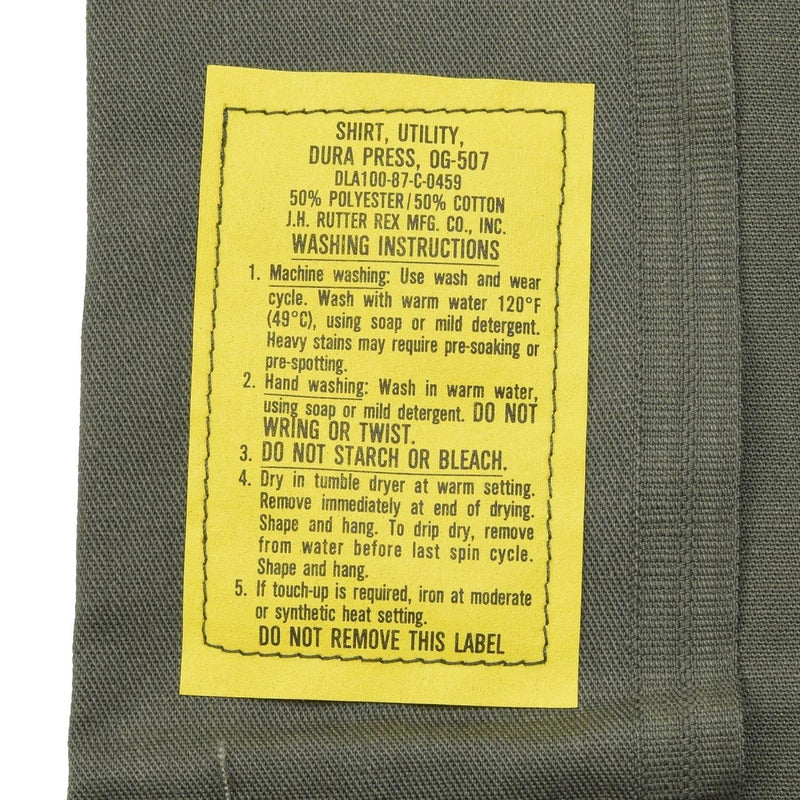 SHIRT, UTILITY,
DURA PRESS, OG-507
DLA100-87-C-0459
50% POLYESTER/50% COTTON
J.H. RUTTER REX MFG. CO., INC.
WASHING INSTRUCTIONS
1. Machine washing: Use wash and wear
cycle. Wash with warm water 120°F
(49°C), using soap or mild detergent.
Heavy stains may require pre-soaking or
pre-spotting.
2. Hand washing: Wash in warm water,
using soap or mild detergent. DO NOT
WRING OR TWIST.
3. DO NOT STARCH OR BLEACH.
4. Dry in tumble dryer at warm setting.
Remove immediately at end of drying.
Shape and hang. To drip dry, remove
from water before last spin cycle.
Shape and hang.
5. If touch-up is required, iron at moderate
or synthetic heat setting.
DO NOT REMOVE THIS LABEL